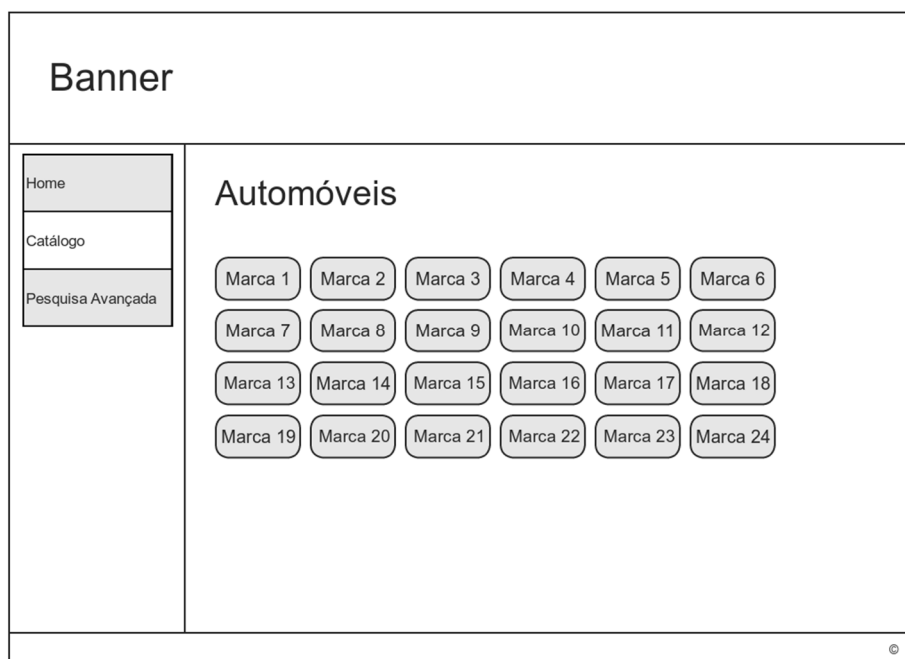 Banner
Home
Catálogo
Pesquisa Avançada
Automóveis
Marca 1 Marca 2 Marca 3 Marca 4 Marca 5 Marca 6
Marca 7 Marca 8 Marca 9 Marca 10 Marca 11 Marca 12
Marca 13 Marca 14 Marca 15 Marca 16 Marca 17 Marca 18
Marca 19 Marca 20 Marca 21 Marca 22 Marca 23 Marca 24
©